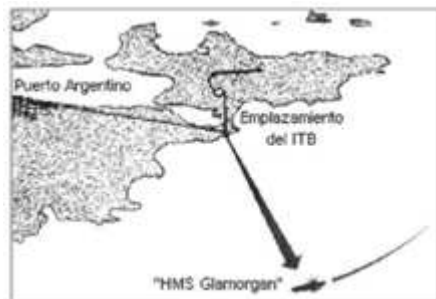 Puerto Argentino
Emplazamiento
del ITB
"HMS Glamorgan"